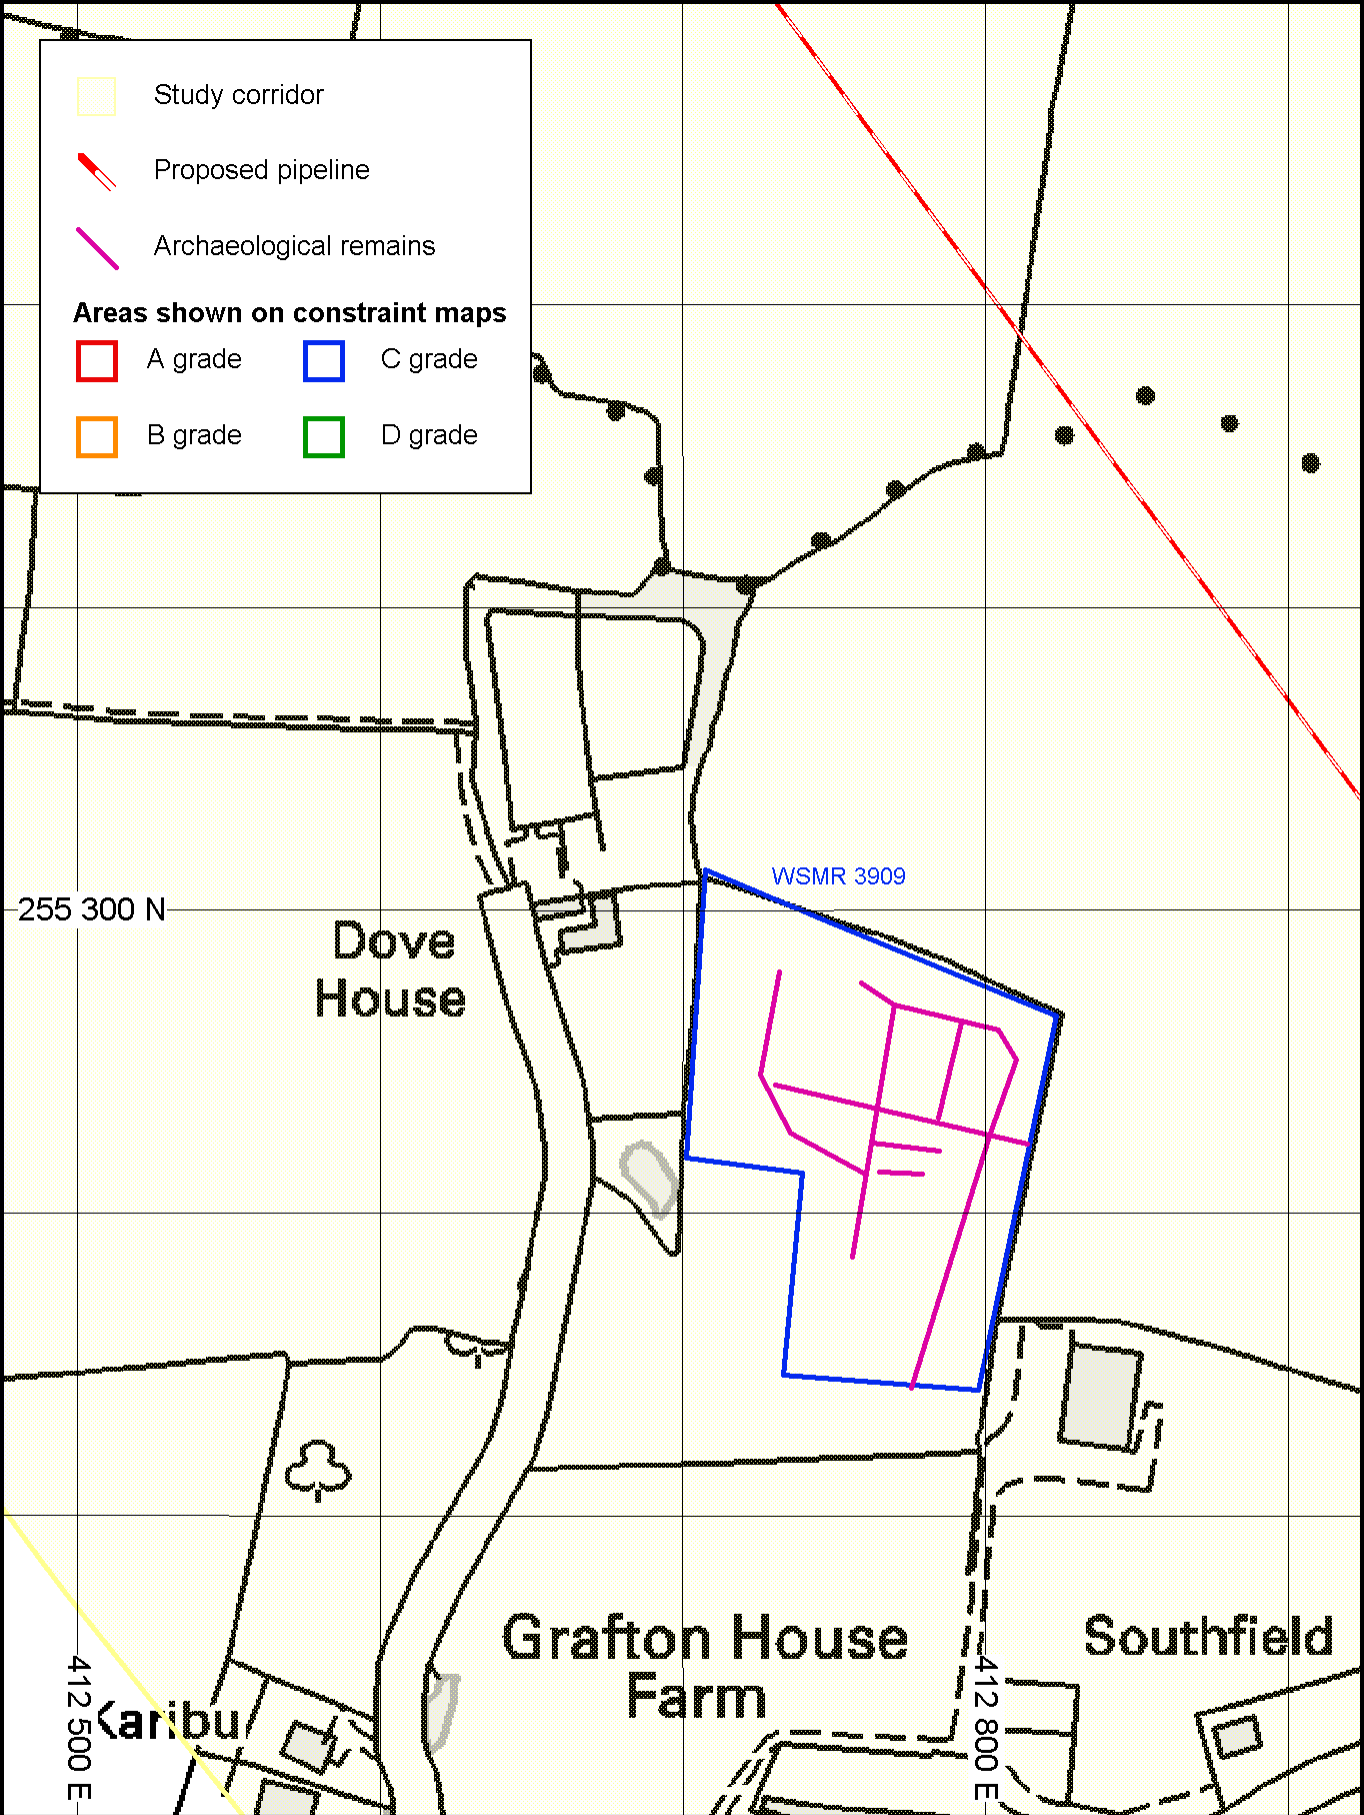 Study corridor
Proposed pipeline
Archaeological remains
Areas shown on constraint maps
A grade
C grade
B grade
D grade
WSMR 3909
255 300 N
Dove
House
Grafton House
Farm
Southfield
Karibu
412 500 E
412 800 E